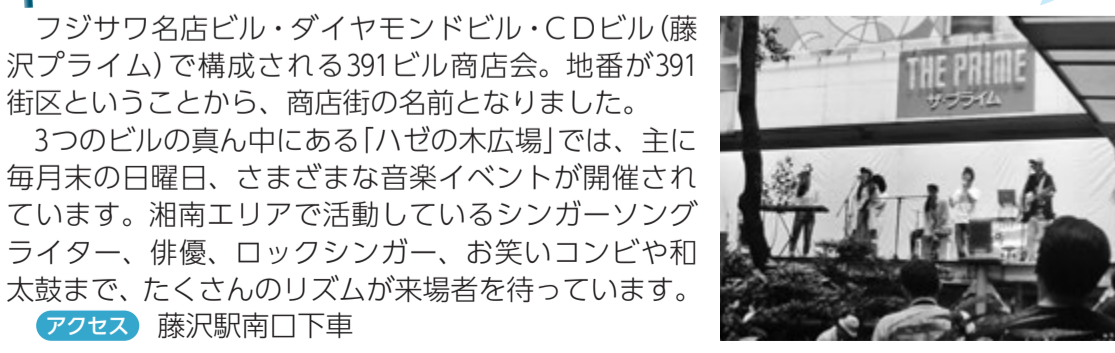 フジサワ名店ビル・ダイヤモンドビル・CDビル(藤
沢プライム)で構成される391ビル商店会。地番が391
街区ということから、商店街の名前となりました。
3つのビルの真ん中にある「ハゼの木広場」では、主に
毎月末の日曜日、さまざまな音楽イベントが開催され
ています。湘南エリアで活動しているシンガーソング
ライター、俳優、ロックシンガー、お笑いコンビや和
太鼓まで、たくさんのリズムが来場者を待っています。
アクセス 藤沢駅南口下車
THE PRIME
ザ・プライム